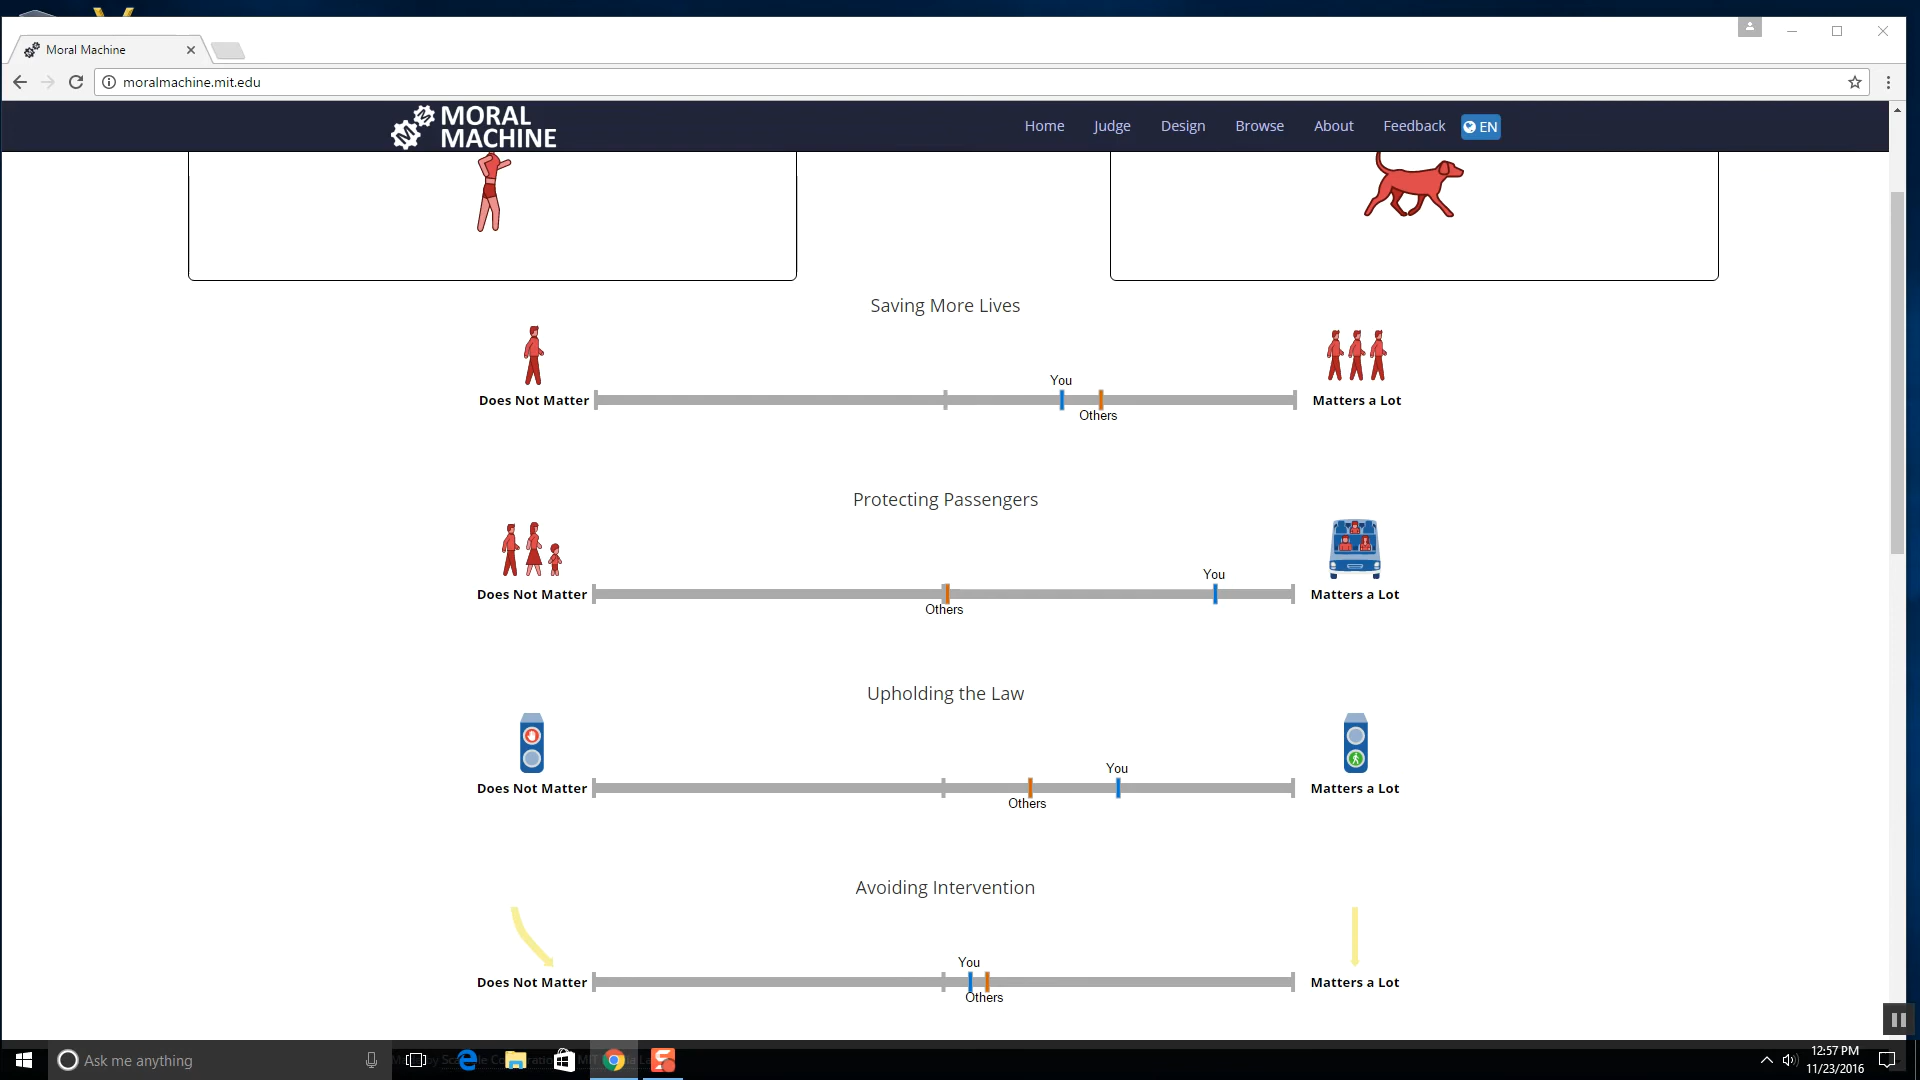 Moral Machine
moralmachine.mit.edu
MORAL
MACHINE
Home Judge Design Browse About Feedback EN
Saving More Lives
You
Does Not Matter Matters a Lot
Others
Protecting Passengers
You
Does Not Matter Matters a Lot
Others
Upholding the Law
You
Does Not Matter Matters a Lot
Others
Avoiding Intervention
You
Does Not Matter Matters a Lot
Others
Ask me anything
12:57 PM
11/23/2016